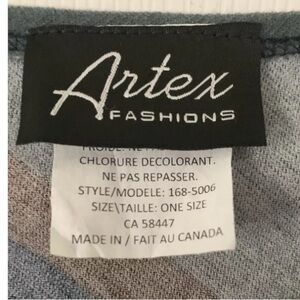 Artex
FASHIONS
CHLORURE DECOLORANT.
NE PAS REPASSER.
STYLE/MODELE: 168-5006
SIZE\TAILLE: ONE SIZE
CA 58447
MADE IN / FAIT AU CANADA